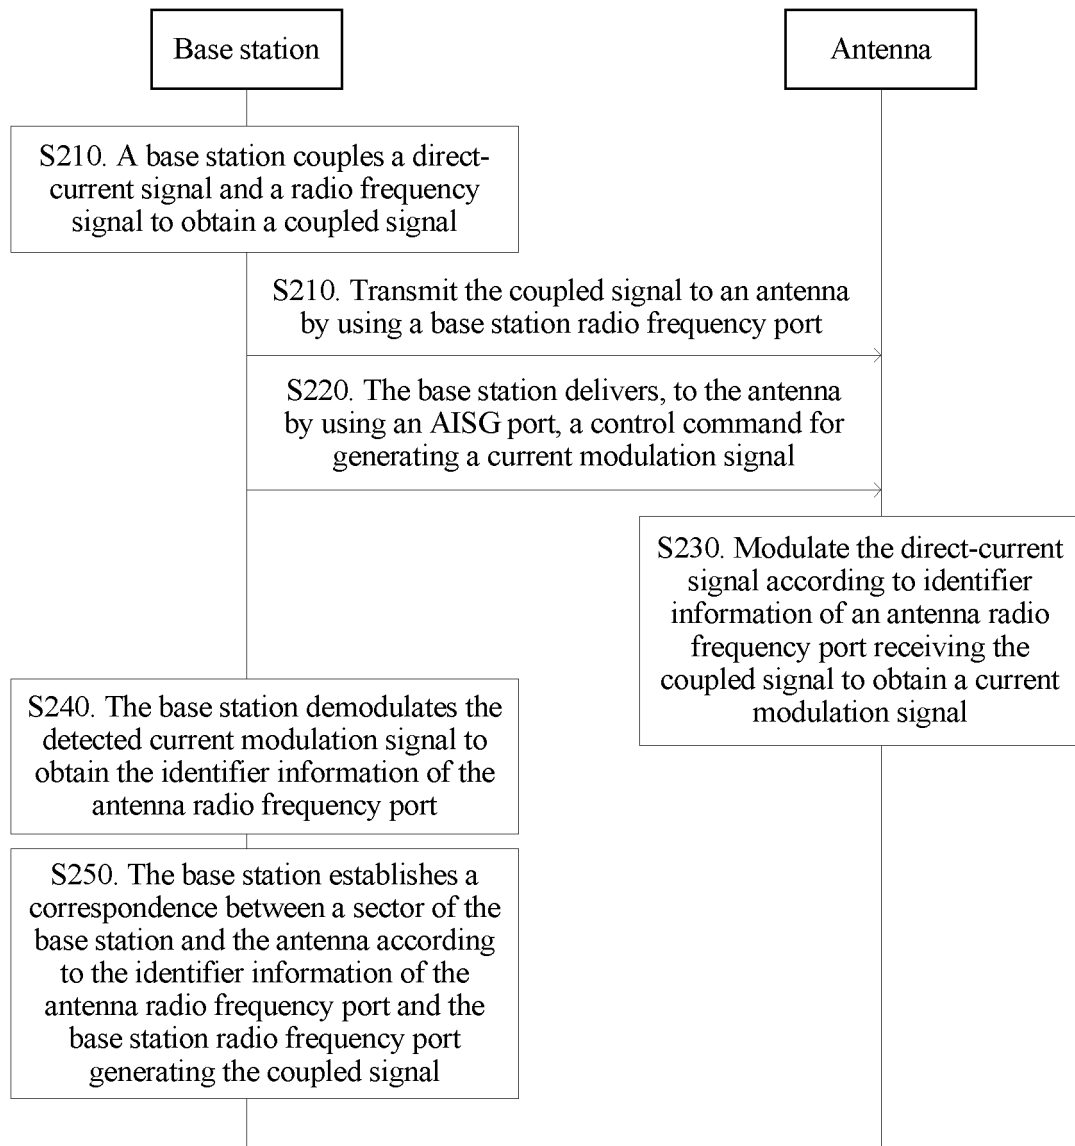 Base station
Antenna
S210. A base station couples a direct-
current signal and a radio frequency
signal to obtain a coupled signal
S210. Transmit the coupled signal to an antenna
by using a base station radio frequency port
S220. The base station delivers, to the antenna
by using an AISG port, a control command for
generating a current modulation signal
S230. Modulate the direct-current
signal according to identifier
information of an antenna radio
frequency port receiving the
coupled signal to obtain a current
modulation signal
S240. The base station demodulates the
detected current modulation signal to
obtain the identifier information of the
antenna radio frequency port
S250. The base station establishes a
correspondence between a sector of the
base station and the antenna according
to the identifier information of the
antenna radio frequency port and the
base station radio frequency port
generating the coupled signal